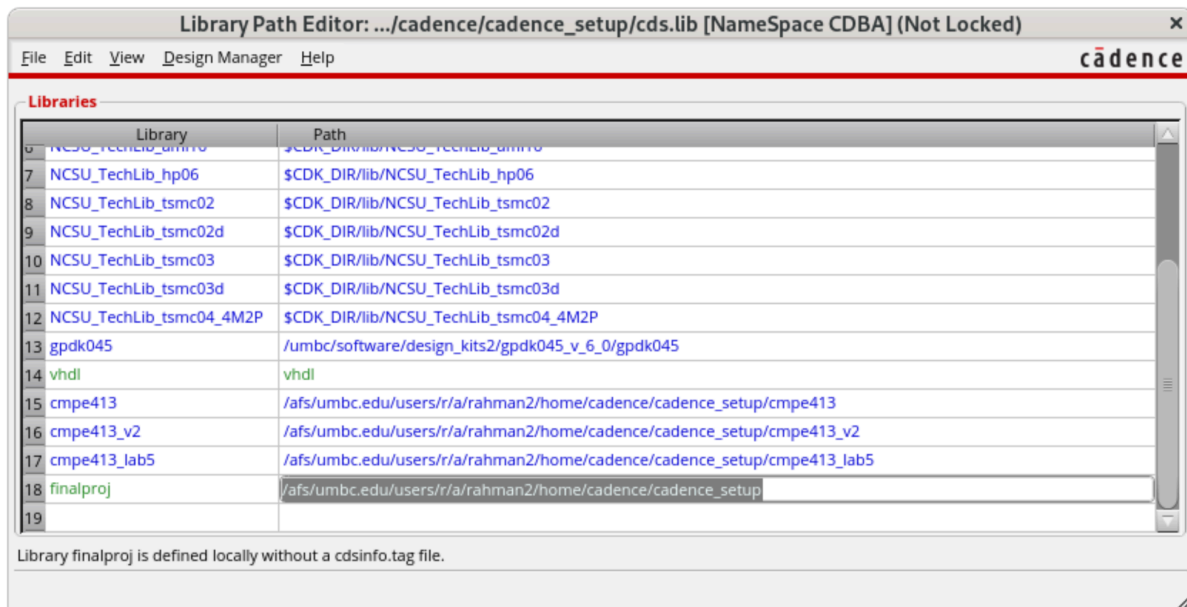 Library Path Editor: .../cadence/cadence_setup/cds.lib [NameSpace CDBA] (Not Locked) ×
File Edit View Design Manager Help cādence
Libraries
Library Path
7 NCSU_TechLib_hp06 $CDK_DIR/lib/NCSU_TechLib_hp06
8 NCSU_TechLib_tsmc02 $CDK_DIR/lib/NCSU_TechLib_tsmc02
9 NCSU_TechLib_tsmc02d $CDK_DIR/lib/NCSU_TechLib_tsmc02d
10 NCSU_TechLib_tsmc03 $CDK_DIR/lib/NCSU_TechLib_tsmc03
11 NCSU_TechLib_tsmc03d $CDK_DIR/lib/NCSU_TechLib_tsmc03d
12 NCSU_TechLib_tsmc04_4M2P $CDK_DIR/lib/NCSU_TechLib_tsmc04_4M2P
13 gpdk045 /umbc/software/design_kits2/gpdk045_v_6_0/gpdk045
14 vhdl vhdl
15 cmpe413 /afs/umbc.edu/users/r/a/rahman2/home/cadence/cadence_setup/cmpe413
16 cmpe413_v2 /afs/umbc.edu/users/r/a/rahman2/home/cadence/cadence_setup/cmpe413_v2
17 cmpe413_lab5 /afs/umbc.edu/users/r/a/rahman2/home/cadence/cadence_setup/cmpe413_lab5
18 finalproj /afs/umbc.edu/users/r/a/rahman2/home/cadence/cadence_setup
19
Library finalproj is defined locally without a cdsinfo.tag file.